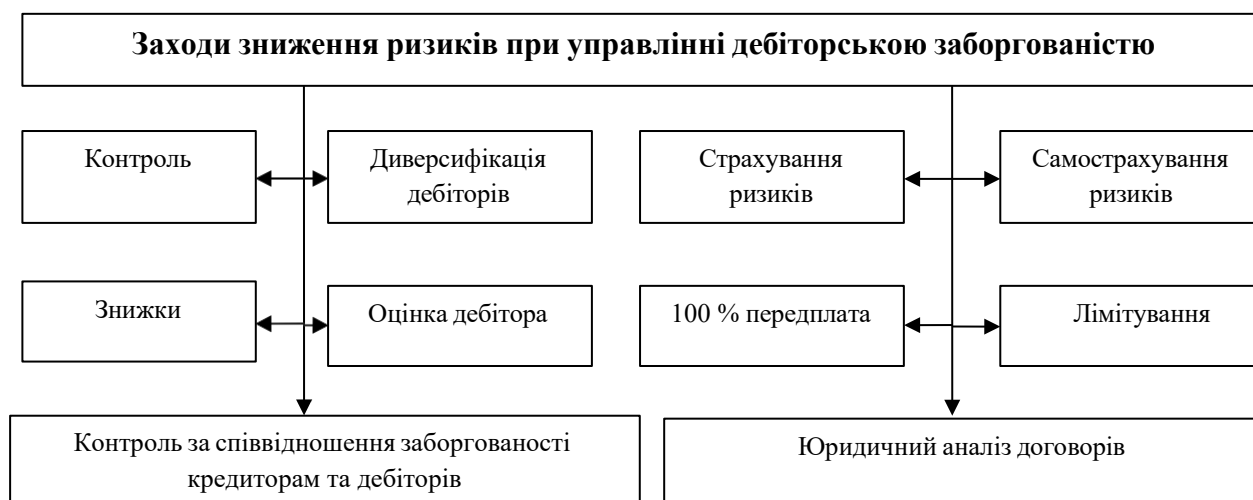 Заходи зниження ризиків при управлінні дебіторською заборгованістю
Контроль
Диверсифікація
дебіторів
Страхування
ризиків
Самострахування
ризиків
Знижки
Оцінка дебітора
100 % передплата
Лімітування
Контроль за співвідношення заборгованості
кредиторам та дебіторів
Юридичний аналіз договорів